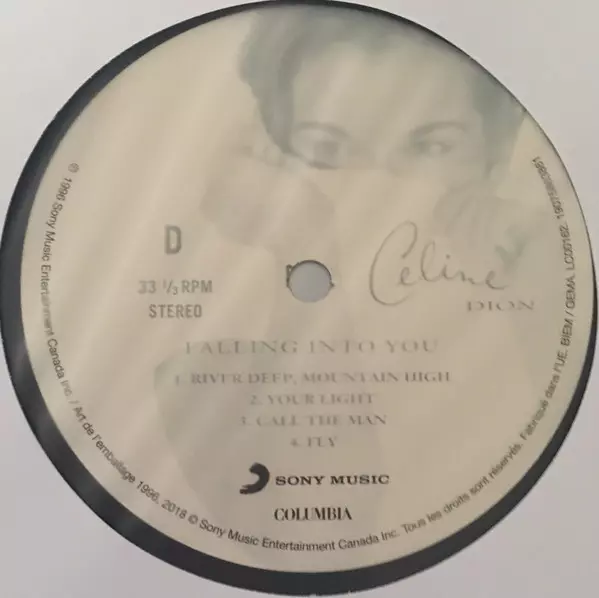 D
33 ⅓ RPM
STEREO
Celine
DION
FALLING INTO YOU
1. RIVER DEEP, MOUNTAIN HIGH
2. YOUR LIGHT
3. CALL THE MAN
4. FLY
SONY MUSIC
COLUMBIA
℗ 1996 Sony Music Entertainment Canada Inc. / Art de l'emballage 1996, 2018 © Sony Music Entertainment Canada Inc. Tous les droits sont réservés. Fabriqué dans l'UE. BIEM / GEMA. LC00162. 19075860881